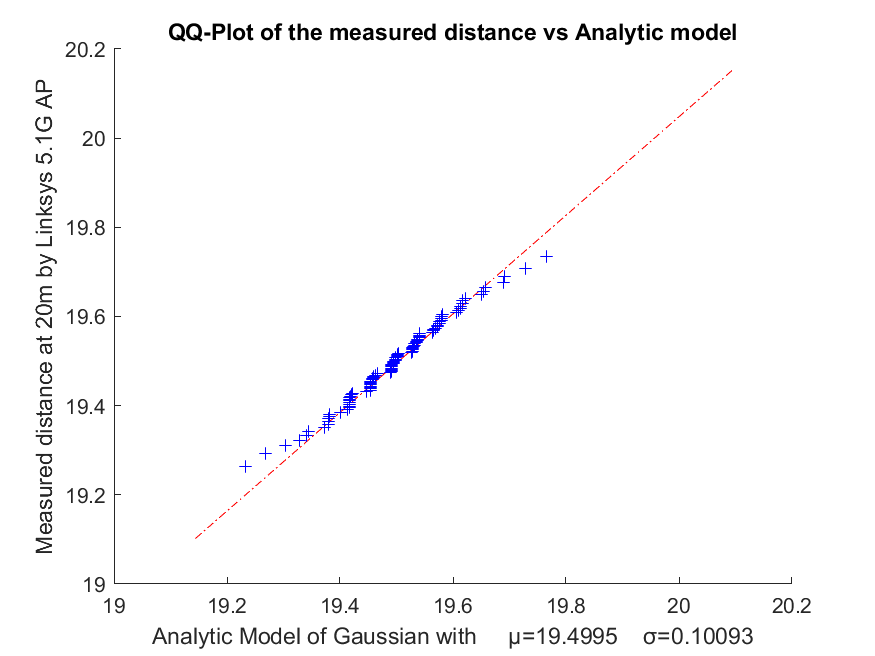 QQ-Plot of the measured distance vs Analytic model
Measured distance at 20m by Linksys 5.1G AP
20.2
20
19.8
19.6
19.4
19.2
19
19 19.2 19.4 19.6 19.8 20 20.2
Analytic Model of Gaussian with μ=19.4995 σ=0.10093